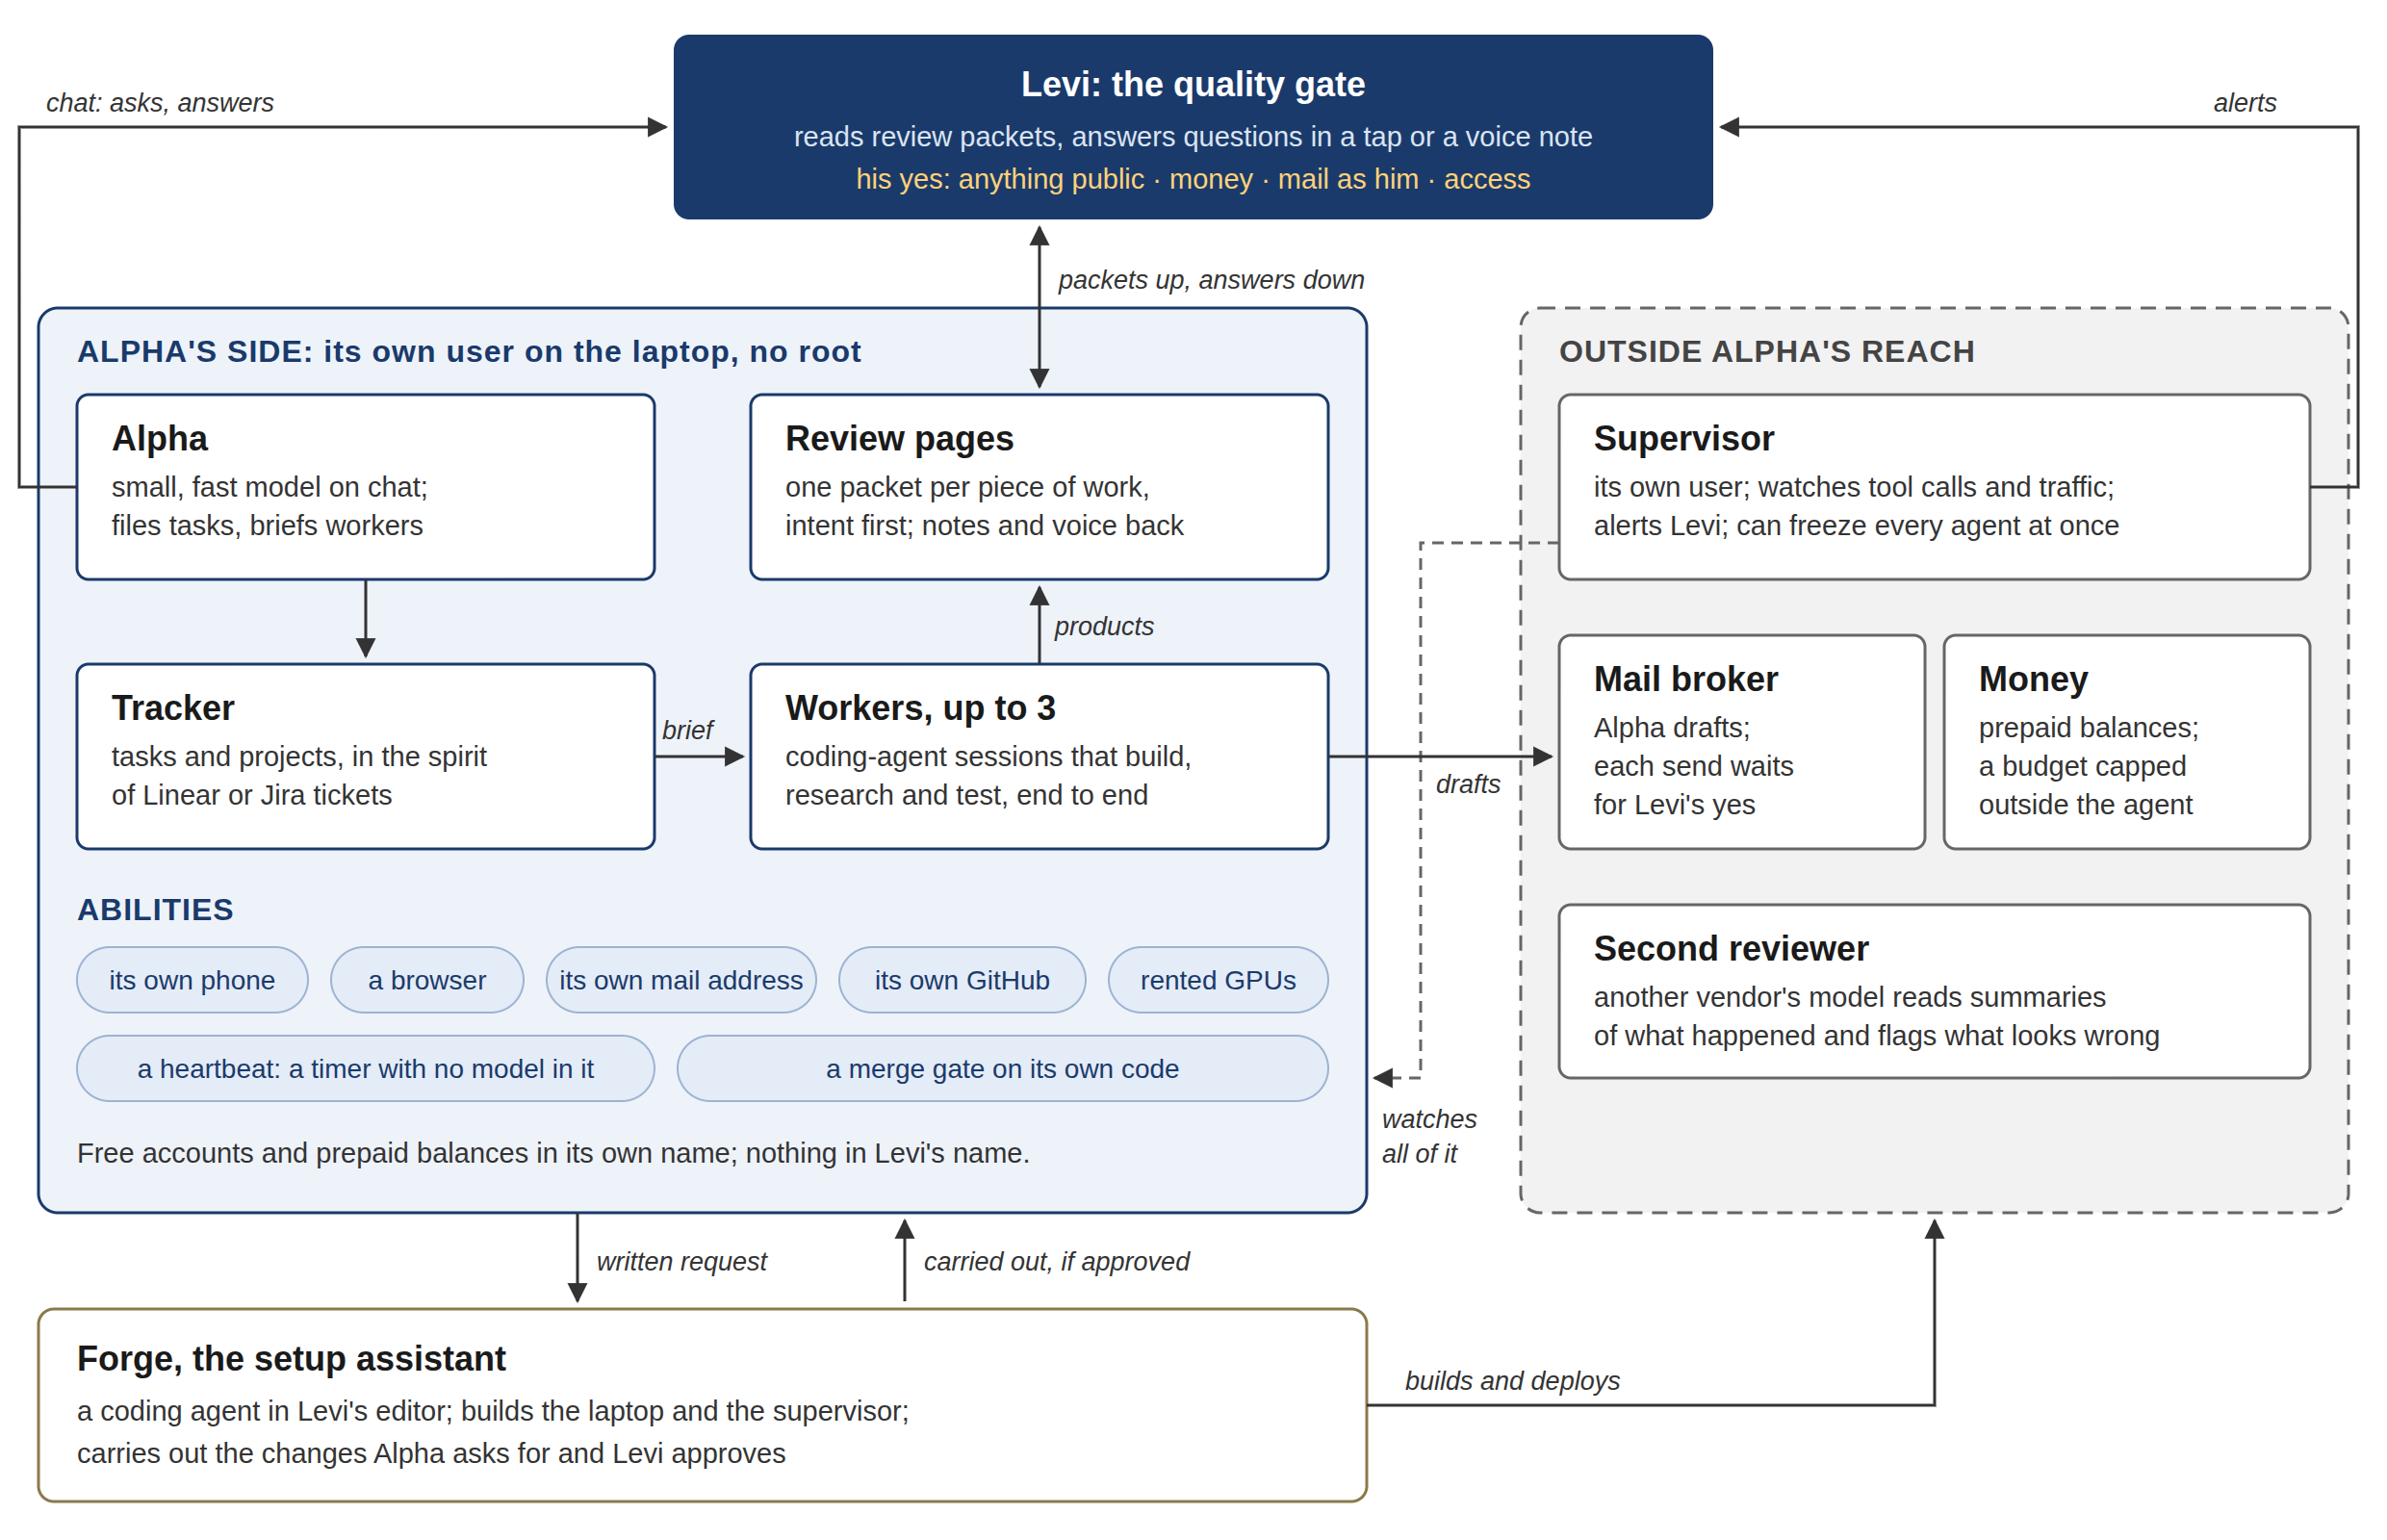 chat: asks, answers
Levi: the quality gate
reads review packets, answers questions in a tap or a voice note
his yes: anything public · money · mail as him · access
alerts
packets up, answers down
ALPHA'S SIDE: its own user on the laptop, no root
Alpha
small, fast model on chat;
files tasks, briefs workers
Review pages
one packet per piece of work,
intent first; notes and voice back
products
Tracker
tasks and projects, in the spirit
of Linear or Jira tickets
brief
Workers, up to 3
coding-agent sessions that build,
research and test, end to end
drafts
ABILITIES
its own phone
a browser
its own mail address
its own GitHub
rented GPUs
a heartbeat: a timer with no model in it
a merge gate on its own code
Free accounts and prepaid balances in its own name; nothing in Levi's name.
watches
all of it
OUTSIDE ALPHA'S REACH
Supervisor
its own user; watches tool calls and traffic;
alerts Levi; can freeze every agent at once
Mail broker
Alpha drafts;
each send waits
for Levi's yes
Money
prepaid balances;
a budget capped
outside the agent
Second reviewer
another vendor's model reads summaries
of what happened and flags what looks wrong
written request
carried out, if approved
Forge, the setup assistant
a coding agent in Levi's editor; builds the laptop and the supervisor;
carries out the changes Alpha asks for and Levi approves
builds and deploys